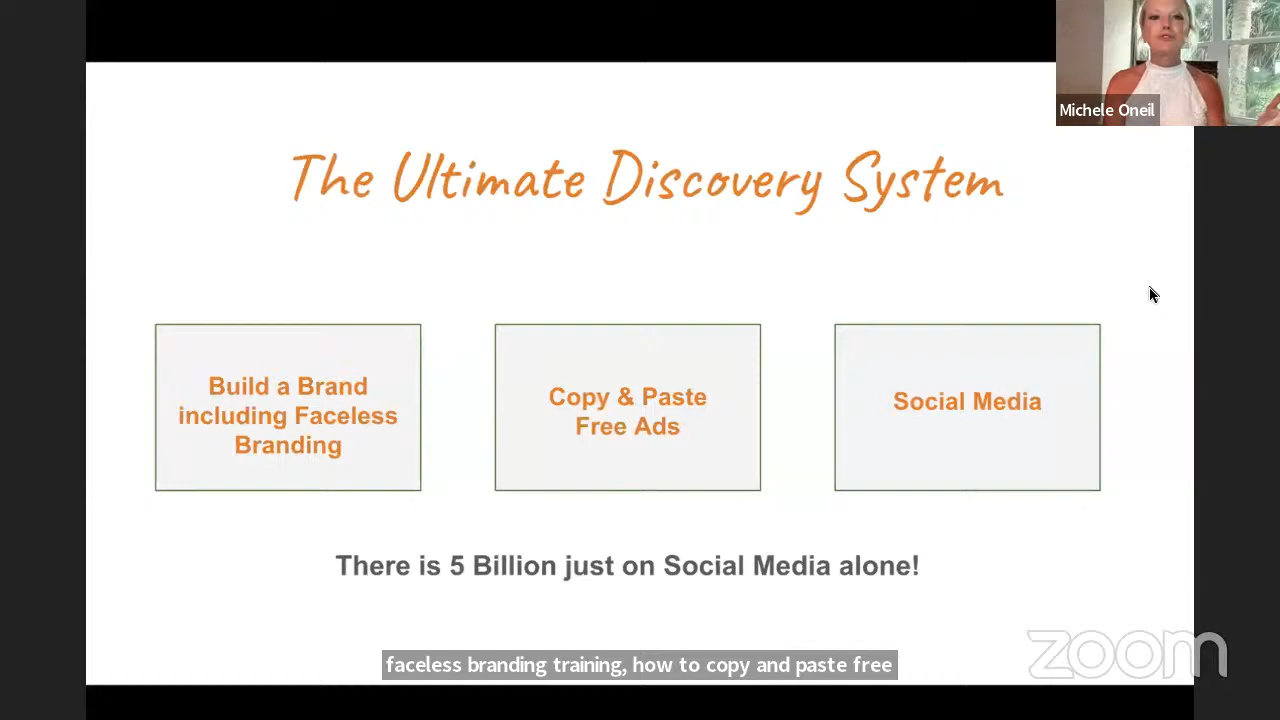 Michele Oneil
The Ultimate Discovery System
Build a Brand
including Faceless
Branding
Copy & Paste
Free Ads
Social Media
There is 5 Billion just on Social Media alone!
faceless branding training, how to copy and paste free
zoom